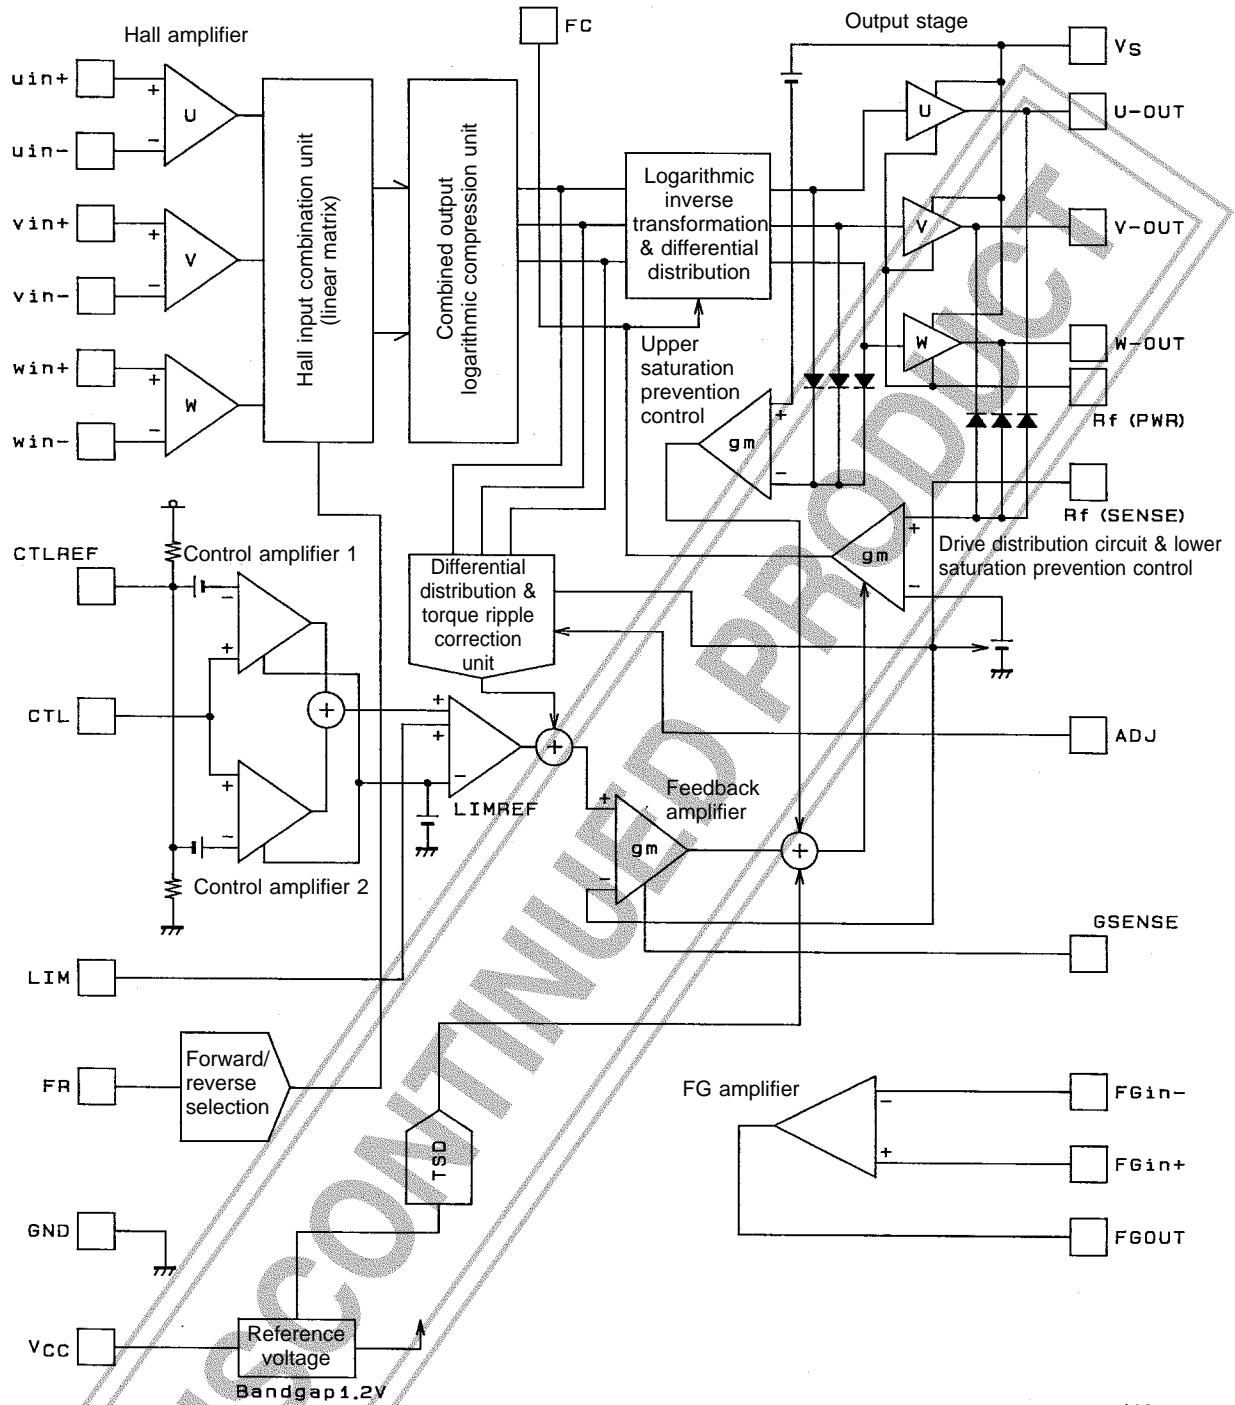 Output stage
FC
Hall amplifier
VS
uin+
+
U
U
U-OUT
uin-
-
Hall input combination unit
(linear matrix)
Combined output
logarithmic compression unit
Logarithmic
inverse
transformation
& differential
distribution
vin+
+
V
V
V-OUT
vin-
-
Upper
saturation
prevention
control
W
W-OUT
win+
+
W
win-
-
+
gm
-
Rf (PWR)
Rf (SENSE)
CTLREF
Control amplifier 1
-
+
Differential
distribution &
torque ripple
correction
unit
+
gm
-
Drive distribution circuit & lower
saturation prevention control
CTL
+
+
+
-
LIMREF
+
ADJ
+
-
Control amplifier 2
Feedback
amplifier
+
gm
-
+
GSENSE
LIM
FR
Forward/
reverse
selection
FG amplifier
-
+
FGin-
FGin+
FGOUT
TSD
GND
VCC
Reference
voltage
Bandgap1.2V
ISCONTINUED PRODUCT